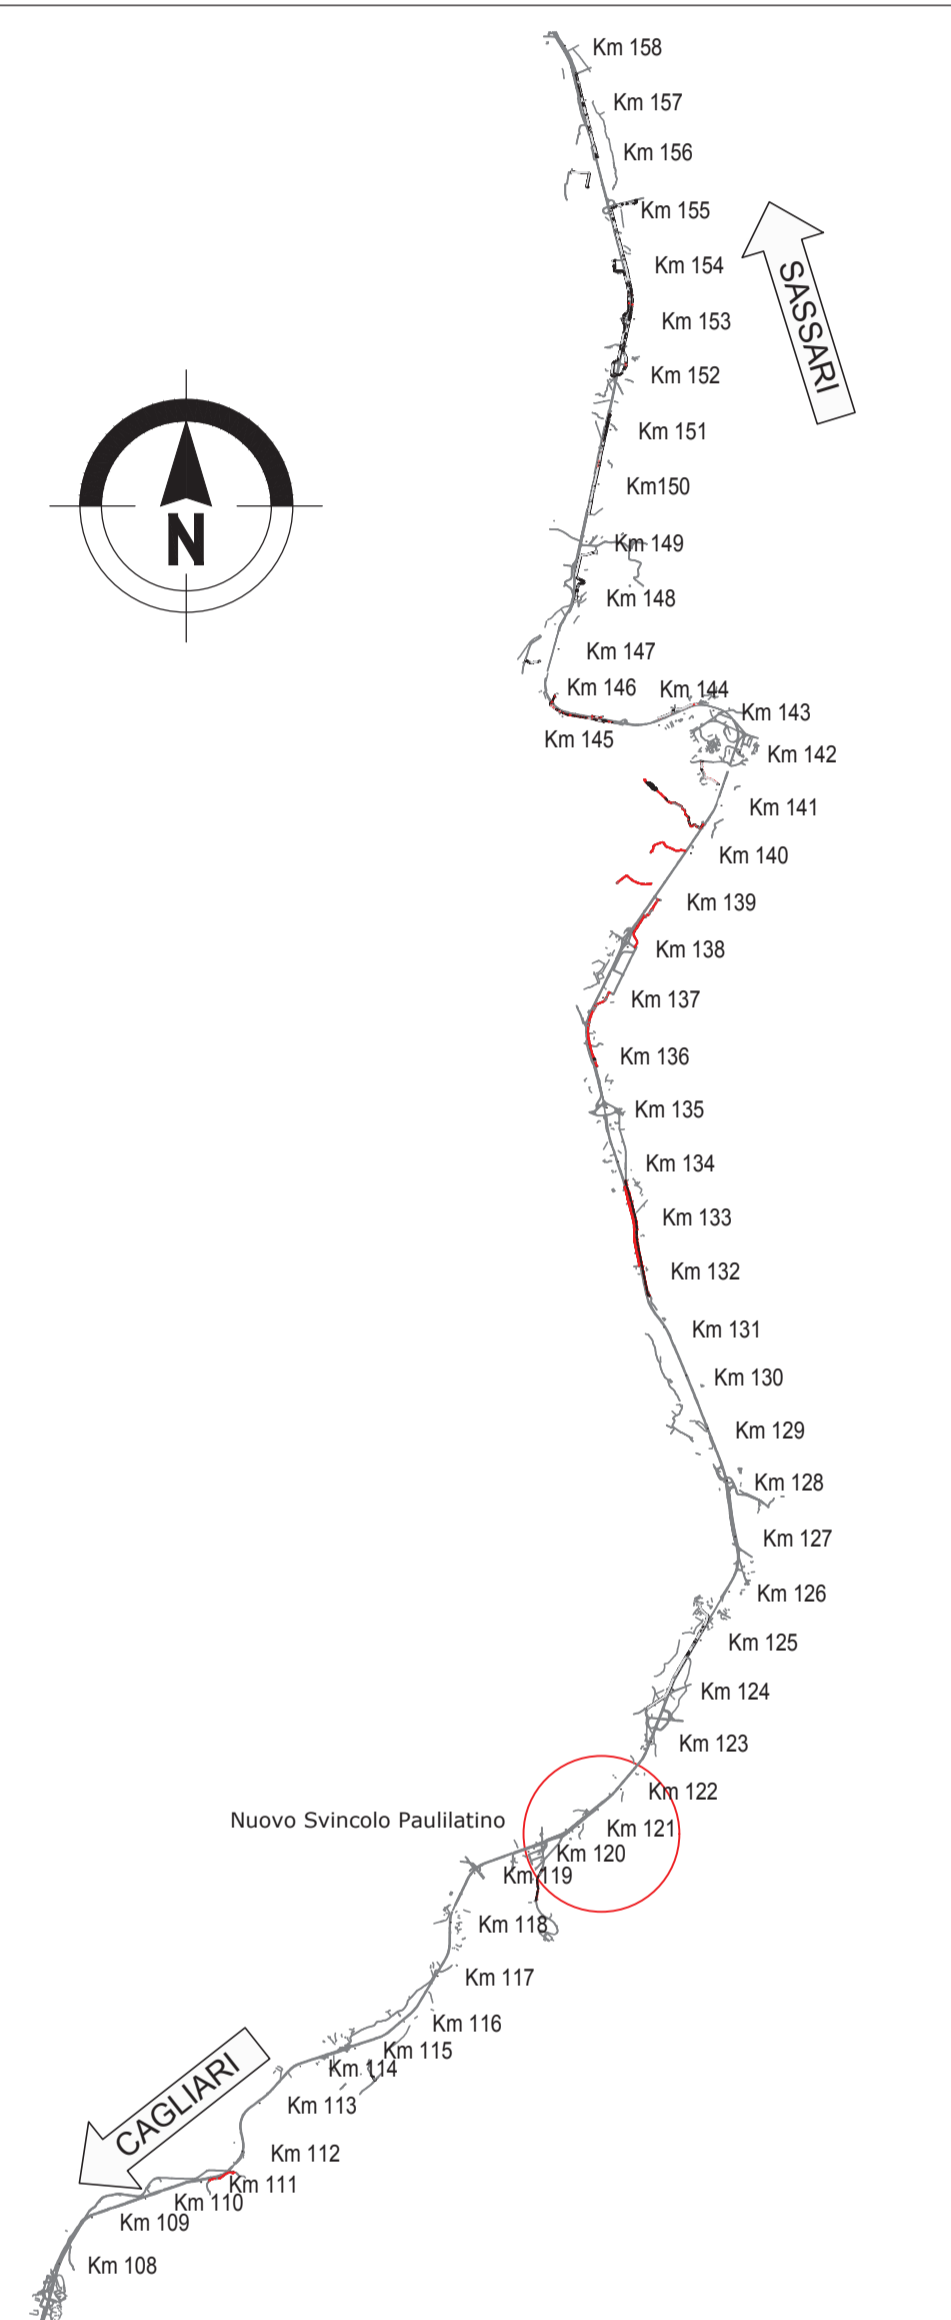 Km 158
Km 157
Km 156
Km 155
Km 154
SASSARI
Km 153
Km 152
Km 151
Km150
N
Km 149
Km 148
Km 147
Km 146
Km 144
Km 143
Km 145
Km 142
Km 141
Km 140
Km 139
Km 138
Km 137
Km 136
Km 135
Km 134
Km 133
Km 132
Km 131
Km 130
Km 129
Km 128
Km 127
Km 126
Km 125
Km 124
Km 123
Km 122
Nuovo Svincolo Paulilatino
Km 121
Km 120
Km 119
Km 118
Km 117
Km 116
Km 115
Km 114
CAGLIARI
Km 113
Km 112
Km 111
Km 110
Km 109
Km 108